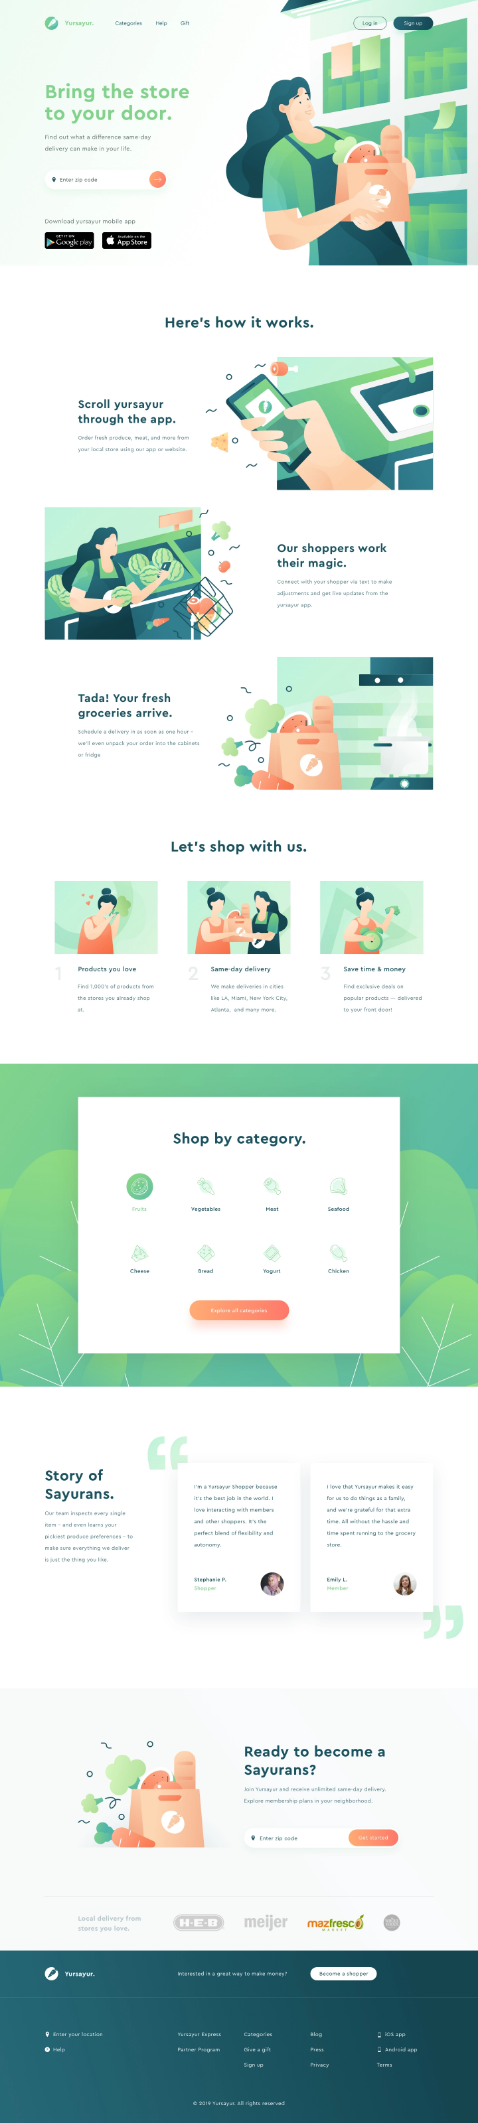 Yursayur.
Categories
Help
Gift
Log in
Sign up
Bring the store
to your door.
Find out what a difference same day
delivery can make in your life.
Enter zip code
Download yursayur mobile app
GET IT ON
Google play
Available on the
App Store
Here's how it works.
Scroll yursayur
through the app.
Order fresh produce, meat, and more from
your local store using our app or website.
Our shoppers work
their magic.
Connect with your shopper via text to make
adjustments and get live updates from the
yursayur app.
Tada! Your fresh
groceries arrive.
Schedule a delivery in as soon as one hour -
we'll even unpack your order into the cabinets
or fridge
Let's shop with us.
1
Products you love
Find 1,000's of products from
the stores you already shop
at.
2
Same-day delivery
We make deliveries in cities
like LA, Miami, New York City,
Atlanta, and many more.
3
Save time & money
Find exclusive deals on
popular products — delivered
to your front door!
Shop by category.
Fruits
Vegetables
Meat
Seafood
Cheese
Bread
Yogurt
Chicken
Explore all categories
Story of
Sayurans.
Our team inspects every single
item - and even learns your
pickiest produce preferences - to
make sure everything we deliver
is just the thing you like.
“
I'm a Yursayur Shopper because
it's the best job in the world. I
love interacting with members
and other shoppers. It's the
perfect blend of flexibility and
autonomy.
Stephanie P.
Shopper
I love that Yursayur makes it easy
for us to do things as a family,
and we're grateful for that extra
time. All without the hassle and
time spent running to the grocery
store.
Emily L.
Member
”
Ready to become a
Sayurans?
Join Yursayur and receive unlimited same-day delivery.
Explore membership plans in your neighborhood.
Enter zip code
Get started
Local delivery from
stores you love.
H-E-B
meijer
mazfresco
MARKET
Yursayur.
Interested in a great way to make money?
Become a shopper
Enter your location
Help
Yursayur Express
Partner Program
Categories
Give a gift
Sign up
Blog
Press
Privacy
iOS app
Android app
Terms
© 2019 Yursayur. All rights reserved